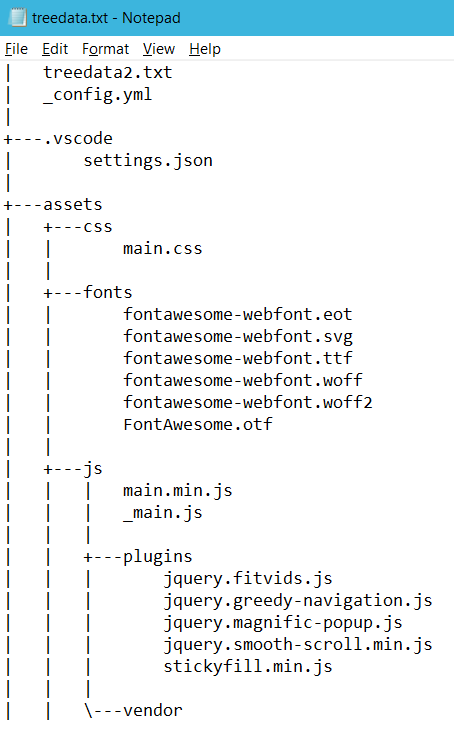 treedata.txt - Notepad
File Edit Format View Help
|   treedata2.txt
|   _config.yml
|
+---.vscode
|       settings.json
|
+---assets
|   +---css
|   |       main.css
|   |
|   +---fonts
|   |       fontawesome-webfont.eot
|   |       fontawesome-webfont.svg
|   |       fontawesome-webfont.ttf
|   |       fontawesome-webfont.woff
|   |       fontawesome-webfont.woff2
|   |       FontAwesome.otf
|   |
|   +---js
|   |   |   main.min.js
|   |   |   _main.js
|   |   |
|   |   +---plugins
|   |   |       jquery.fitvids.js
|   |   |       jquery.greedy-navigation.js
|   |   |       jquery.magnific-popup.js
|   |   |       jquery.smooth-scroll.min.js
|   |   |       stickyfill.min.js
|   |   |
|   |   \---vendor